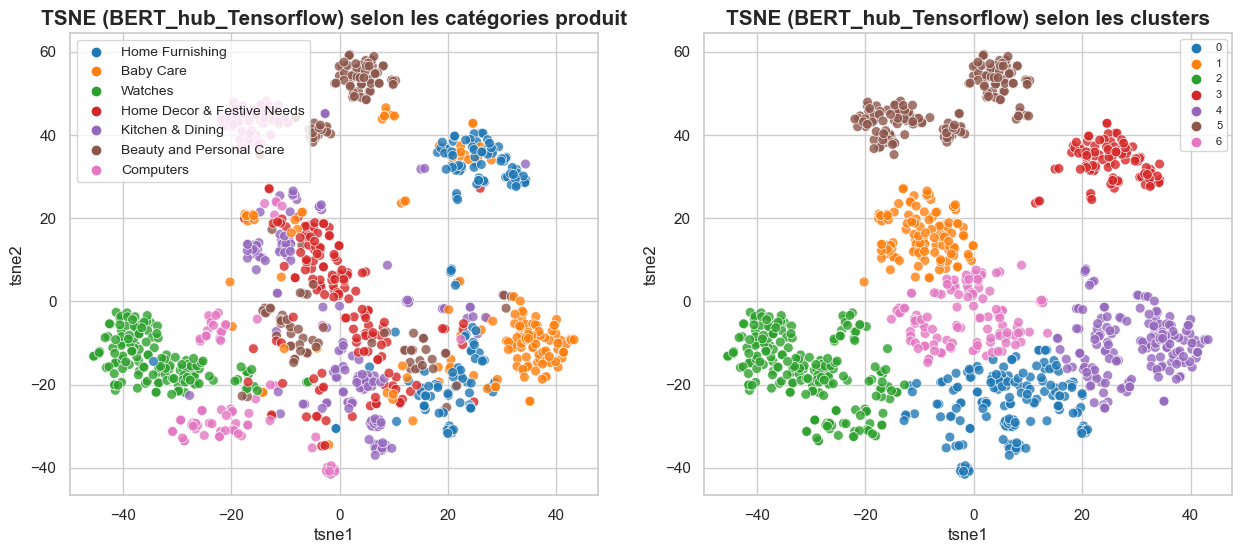 TSNE (BERT_hub_Tensorflow) selon les catégories produit
Home Furnishing
Baby Care
Watches
Home Decor & Festive Needs
Kitchen & Dining
Beauty and Personal Care
Computers
60
40
20
0
−20
−40
tsne2
−40
−20
0
20
40
tsne1
TSNE (BERT_hub_Tensorflow) selon les clusters
0
1
2
3
4
5
6
60
40
20
0
−20
−40
tsne2
−40
−20
0
20
40
tsne1